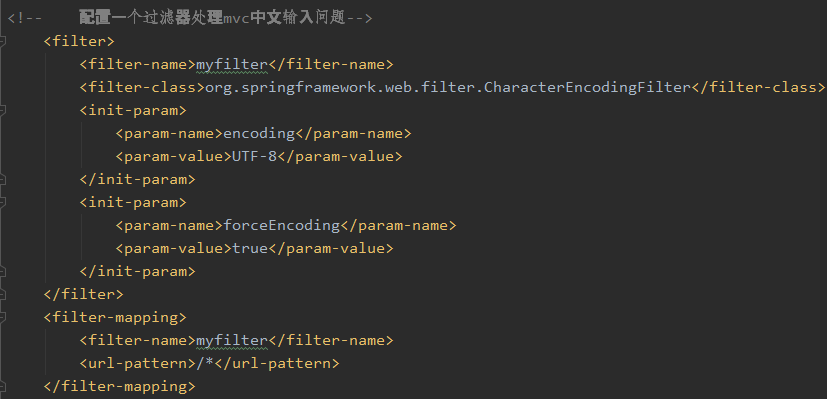 <!--    配置一个过滤器处理mvc中文输入问题-->
<filter>
<filter-name>myfilter</filter-name>
<filter-class>org.springframework.web.filter.CharacterEncodingFilter</filter-class>
<init-param>
<param-name>encoding</param-name>
<param-value>UTF-8</param-value>
</init-param>
<init-param>
<param-name>forceEncoding</param-name>
<param-value>true</param-value>
</init-param>
</filter>
<filter-mapping>
<filter-name>myfilter</filter-name>
<url-pattern>/*</url-pattern>
</filter-mapping>